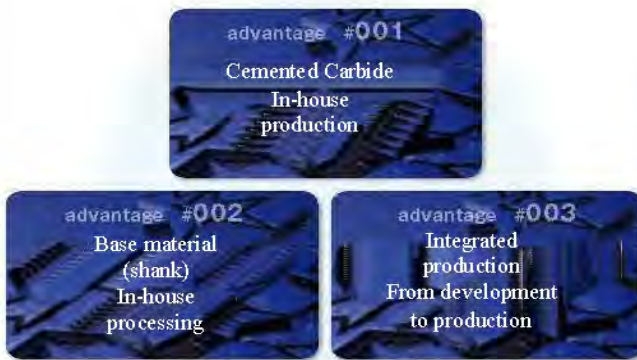 advantage #001
Cemented Carbide
In-house
production
advantage #002
Base material
(shank)
In-house
processing
advantage #003
Integrated
production
From development
to production